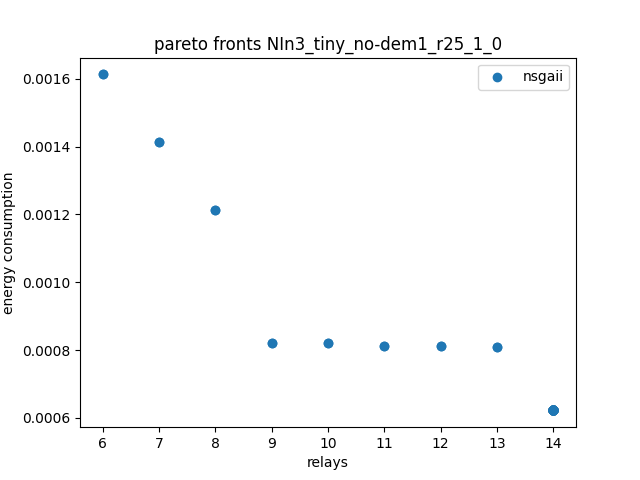 pareto fronts NIn3_tiny_no-dem1_r25_1_0
nsgaii
0.0016
0.0014
0.0012
0.0010
0.0008
0.0006
energy consumption
6 7 8 9 10 11 12 13 14
relays